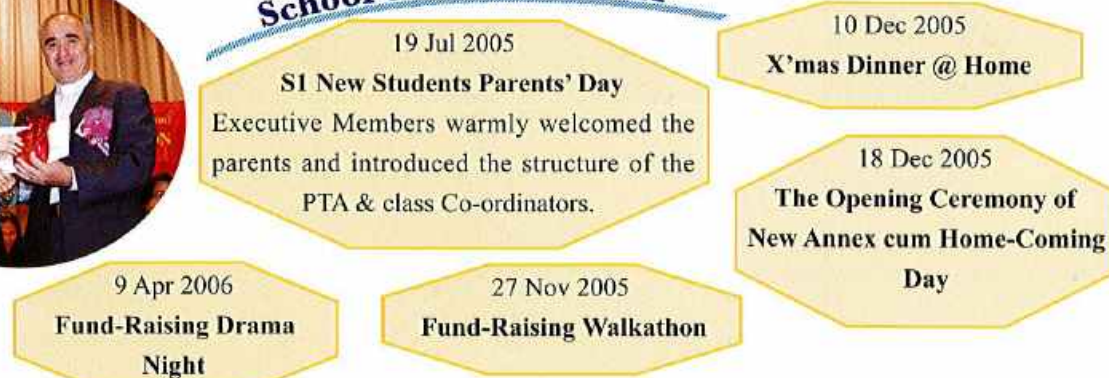 School
19 Jul 2005
S1 New Students Parents' Day
Executive Members warmly welcomed the
parents and introduced the structure of the
PTA & class Co-ordinators.
10 Dec 2005
X'mas Dinner @ Home
18 Dec 2005
The Opening Ceremony of
New Annex cum Home-Coming
Day
9 Apr 2006
Fund-Raising Drama
Night
27 Nov 2005
Fund-Raising Walkathon